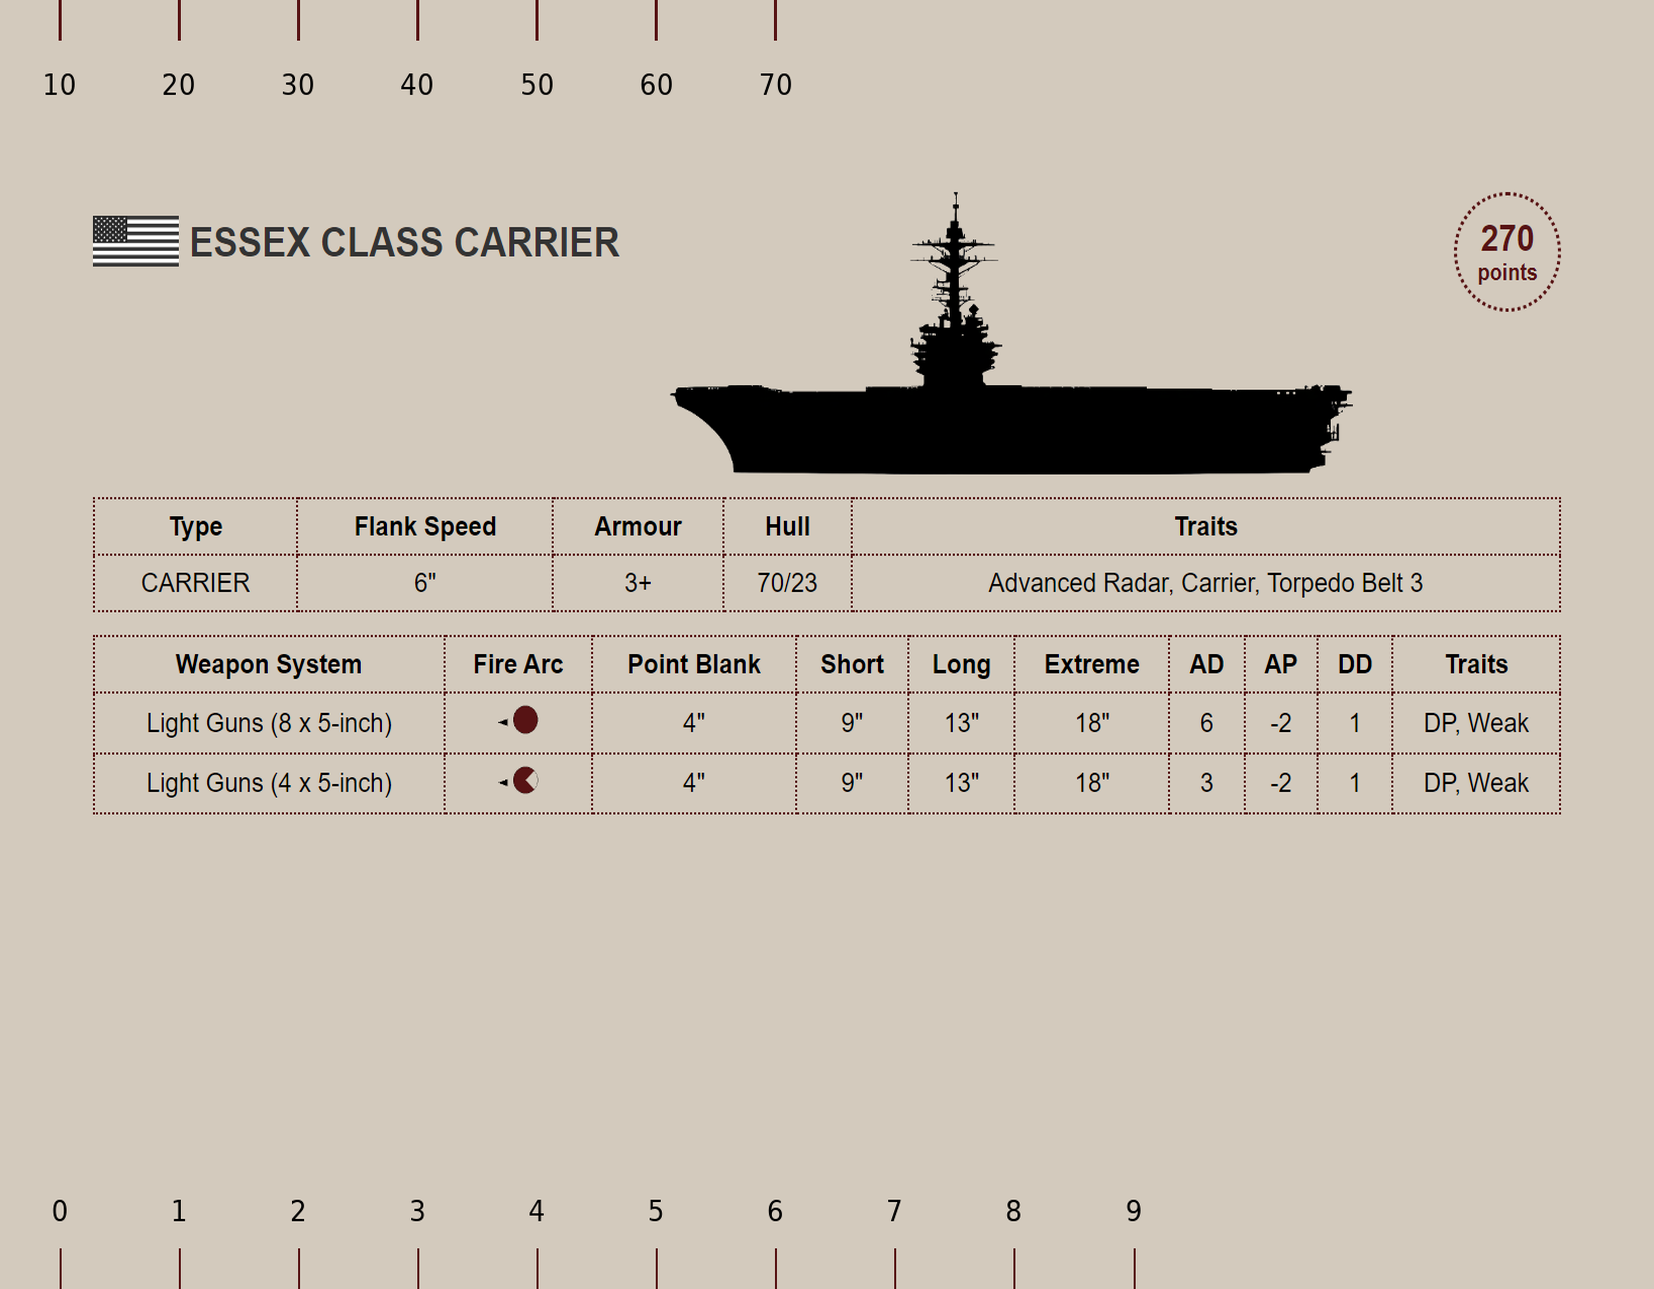 10 20 30 40 50 60 70
ESSEX CLASS CARRIER
270
points
Type Flank Speed Armour Hull Traits
CARRIER 6" 3+ 70/23 Advanced Radar, Carrier, Torpedo Belt 3
Weapon System Fire Arc Point Blank Short Long Extreme AD AP DD Traits
Light Guns (8 x 5-inch) 4" 9" 13" 18" 6 -2 1 DP, Weak
Light Guns (4 x 5-inch) 4" 9" 13" 18" 3 -2 1 DP, Weak
0 1 2 3 4 5 6 7 8 9